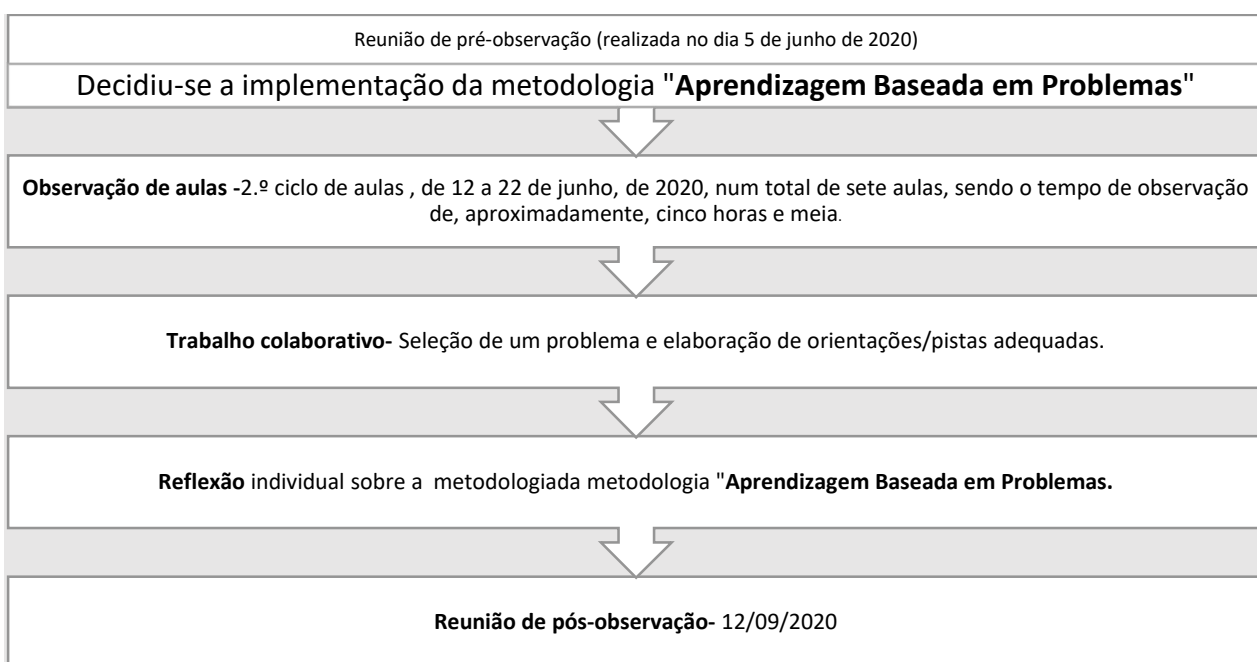 Reunião de pré-observação (realizada no dia 5 de junho de 2020)
Decidiu-se a implementação da metodologia "Aprendizagem Baseada em Problemas"
Observação de aulas -2.º ciclo de aulas , de 12 a 22 de junho, de 2020, num total de sete aulas, sendo o tempo de observação
de, aproximadamente, cinco horas e meia.
Trabalho colaborativo- Seleção de um problema e elaboração de orientações/pistas adequadas.
Reflexão individual sobre a metodologiada metodologia "Aprendizagem Baseada em Problemas.
Reunião de pós-observação- 12/09/2020